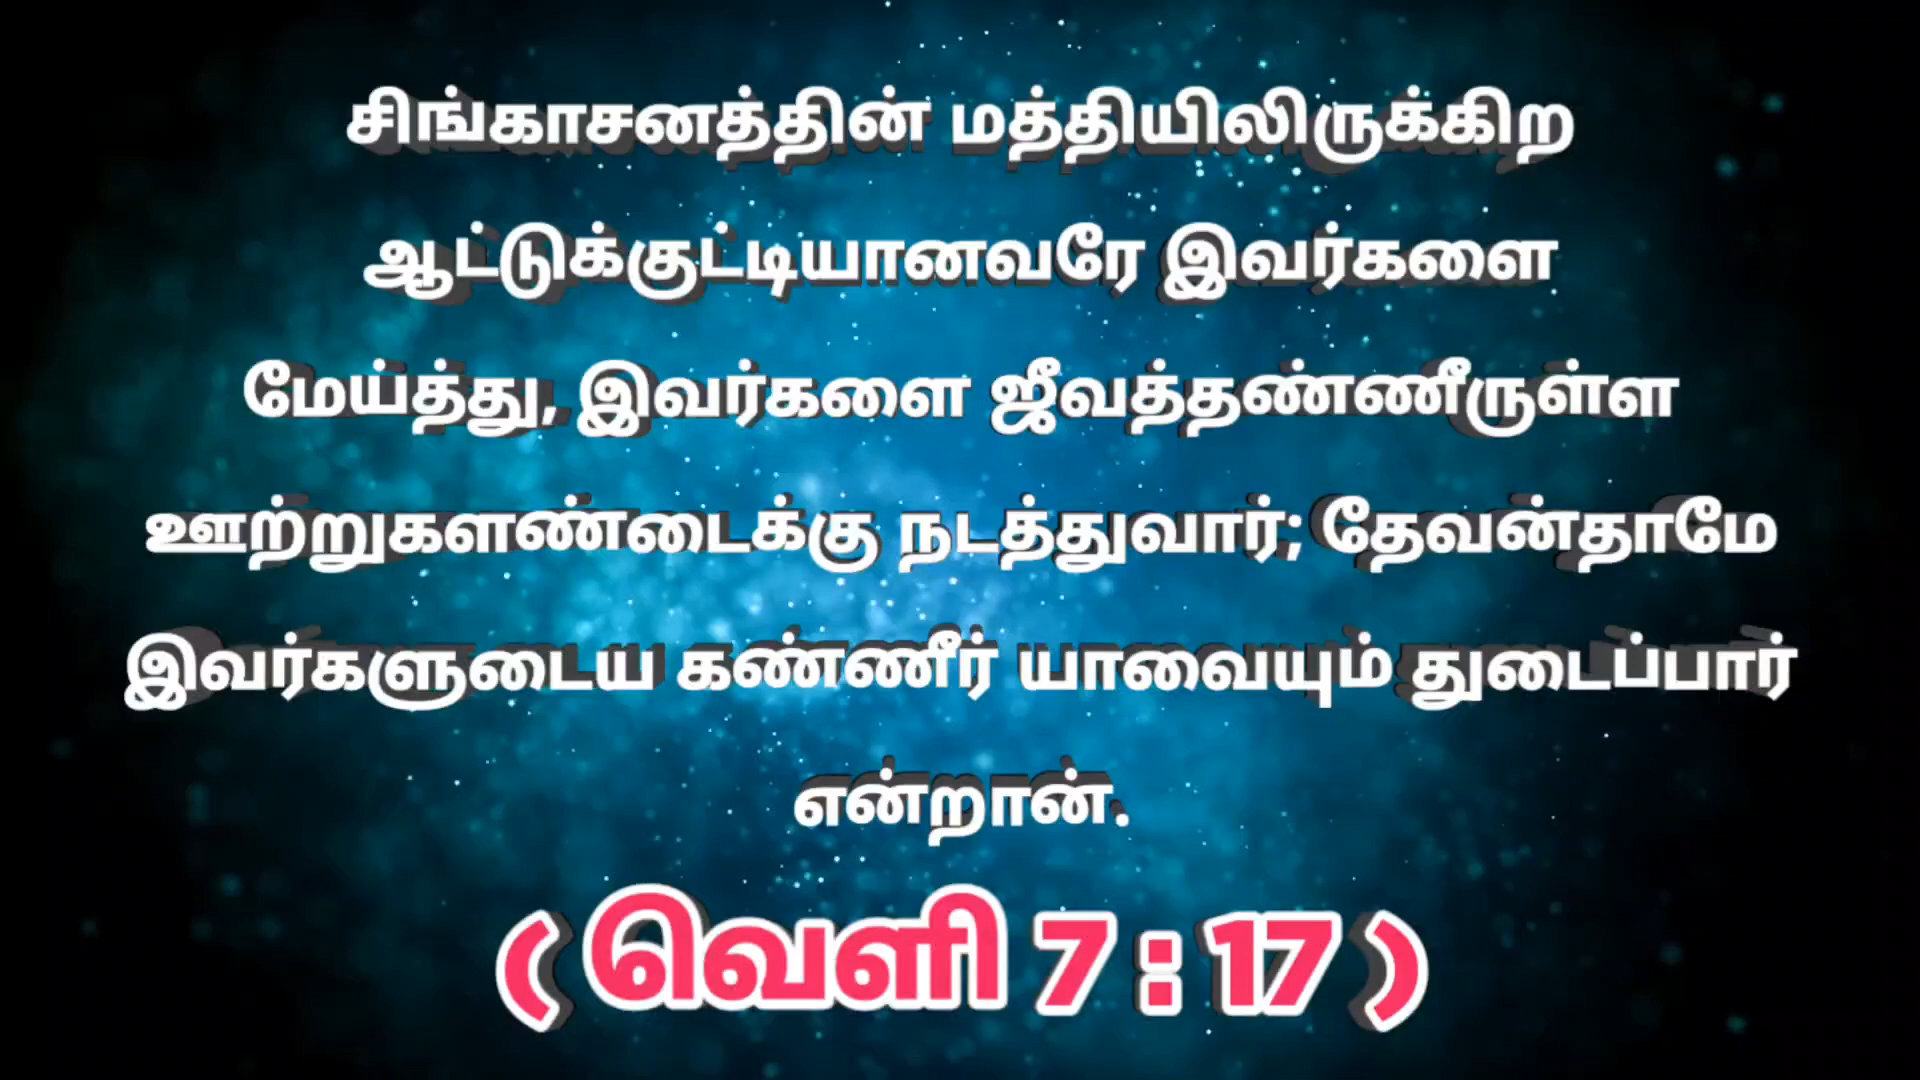 சிங்காசனத்தின் மத்தியிலிருக்கிற
ஆட்டுக்குட்டியானவரே இவர்களை
மேய்த்து, இவர்களை ஜீவத்தண்ணீருள்ள
ஊற்றுகளண்டைக்கு நடத்துவார்; தேவன்தாமே
இவர்களுடைய கண்ணீர் யாவையும் துடைப்பார்
என்றான்.
( வெளி 7 : 17 )